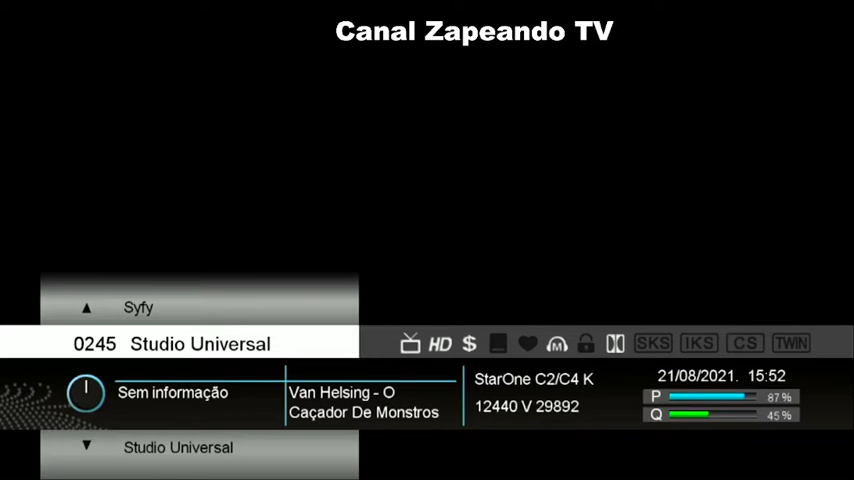 Canal Zapeando TV
Syfy
0245 Studio Universal
HD $ M SKS IKS CS TWIN
Sem informação
Van Helsing - O
Caçador De Monstros
StarOne C2/C4 K
12440 V 29892
21/08/2021. 15:52
P 87%
Q 45%
Studio Universal